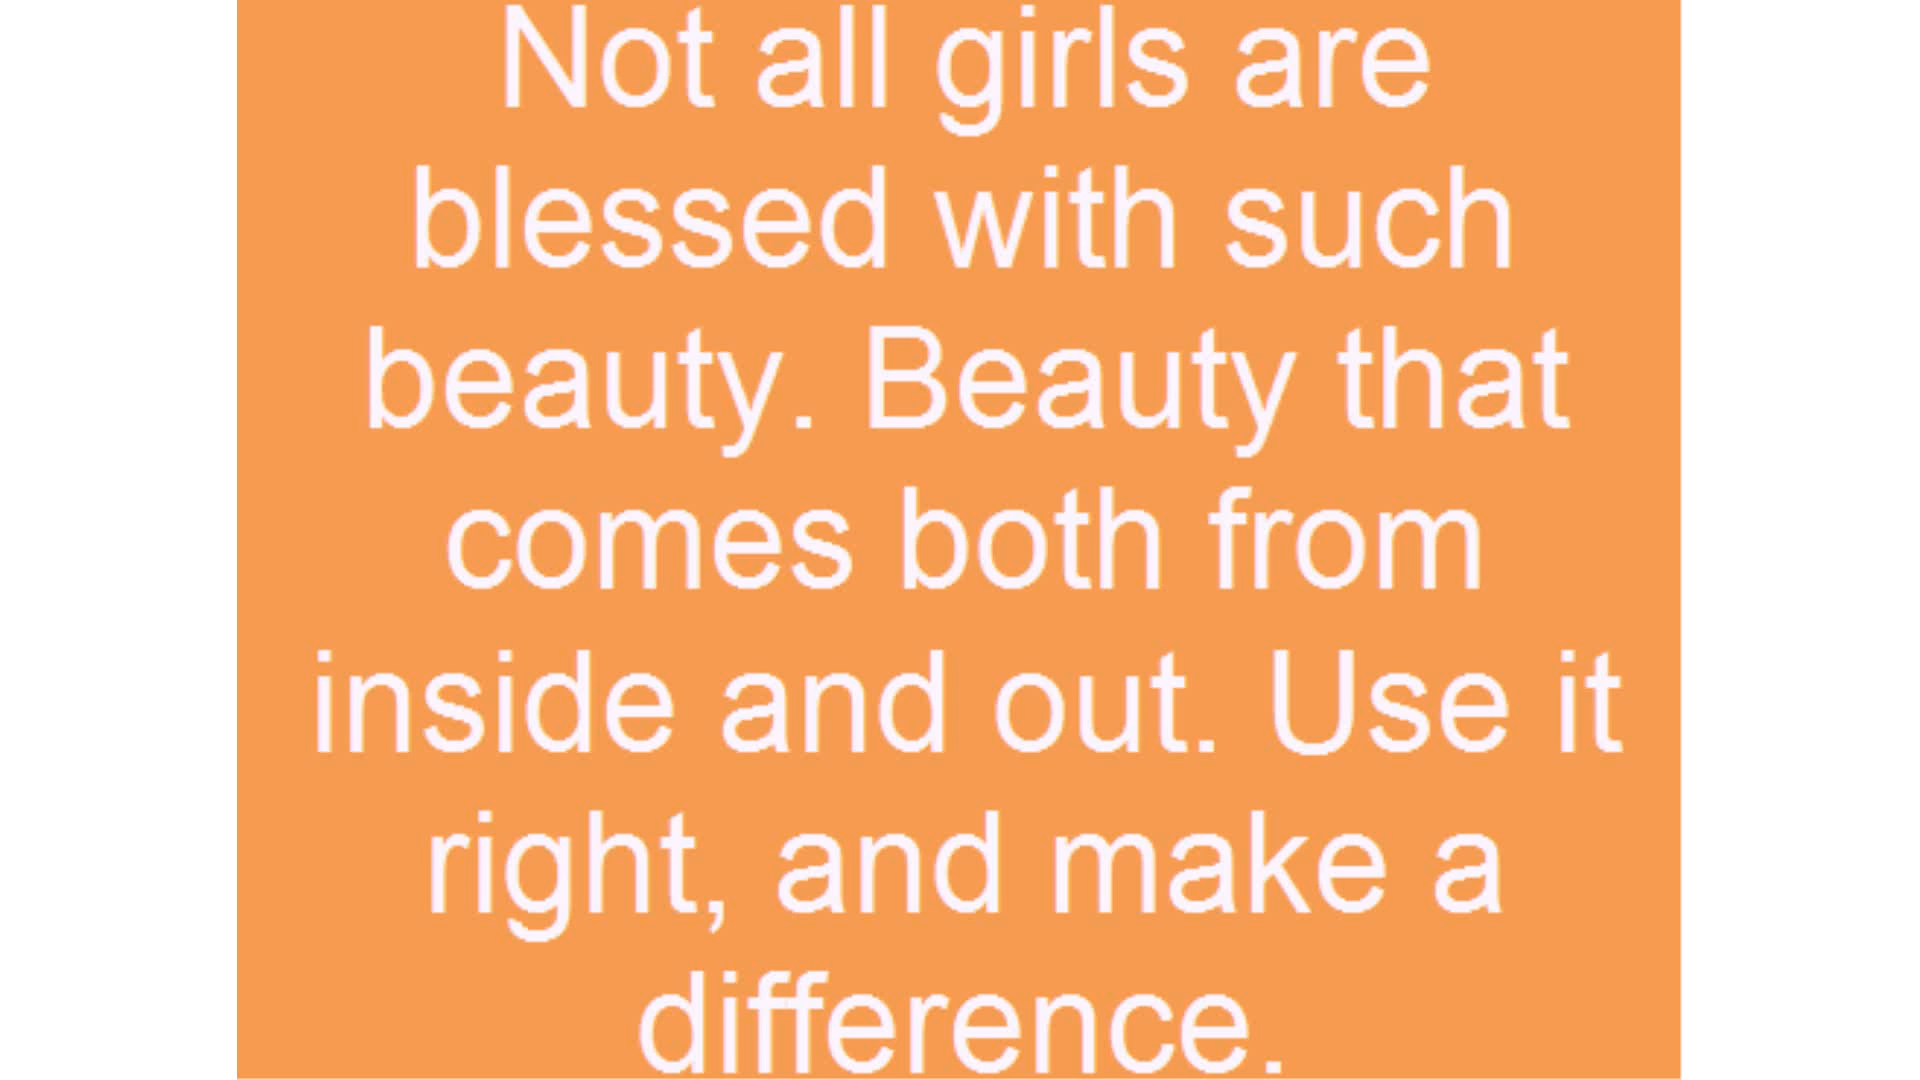 Not all girls are
blessed with such
beauty. Beauty that
comes both from
inside and out. Use it
right, and make a
difference.